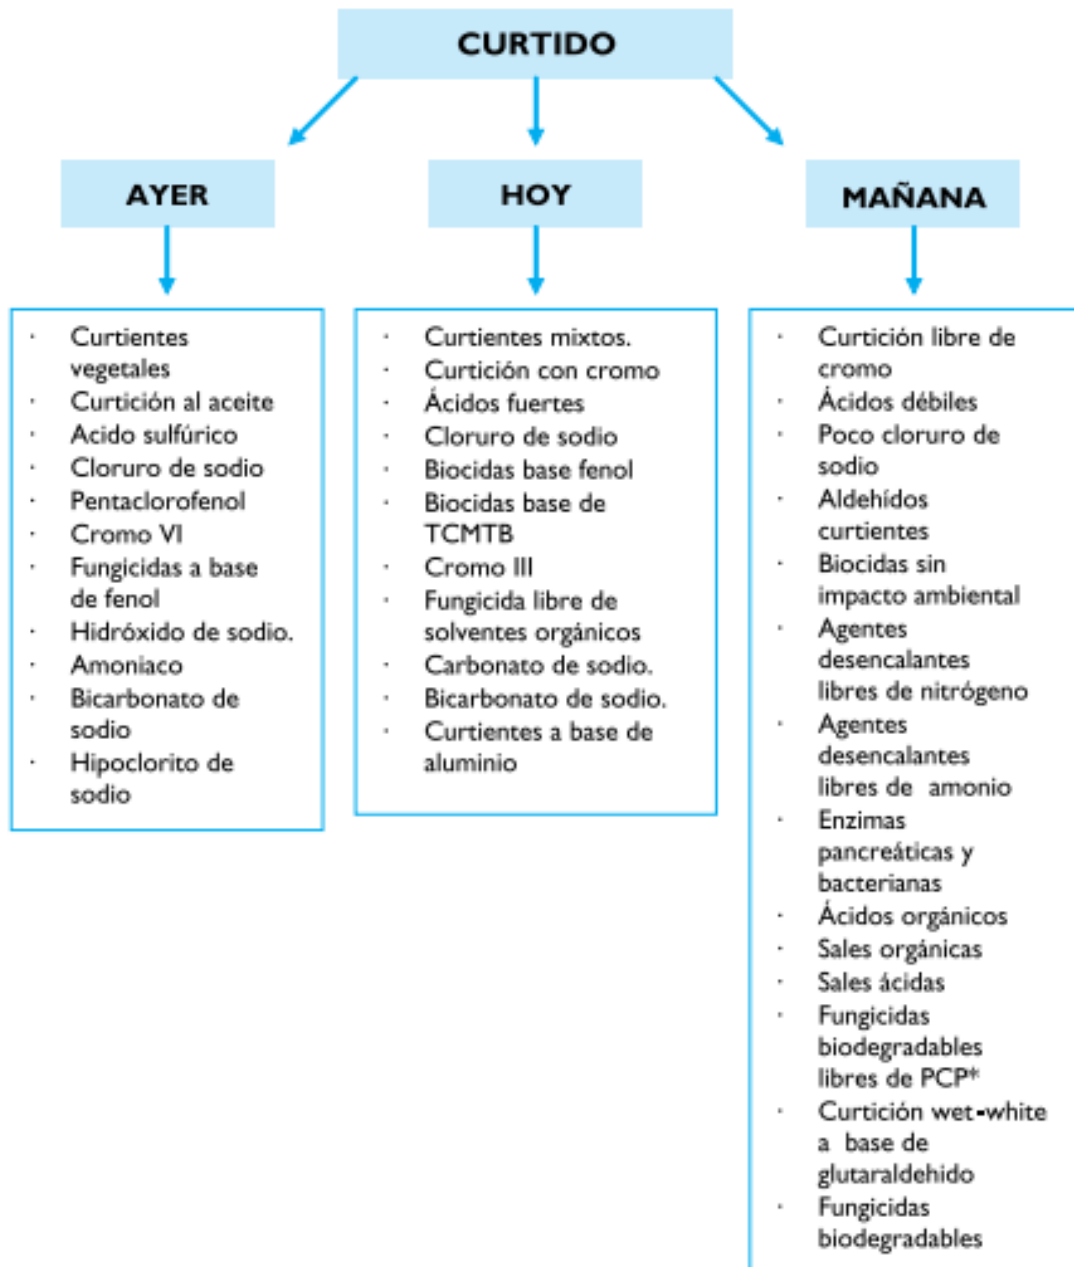 CURTIDO
AYER
HOY
MAÑANA
· Curtientes
vegetales
· Curtición al aceite
· Acido sulfúrico
· Cloruro de sodio
· Pentaclorofenol
· Cromo VI
· Fungicidas a base
de fenol
· Hidróxido de sodio.
· Amoniaco
· Bicarbonato de
sodio
· Hipoclorito de
sodio
· Curtientes mixtos.
· Curtición con cromo
· Ácidos fuertes
· Cloruro de sodio
· Biocidas base fenol
· Biocidas base de
TCMTB
· Cromo III
· Fungicida libre de
solventes orgánicos
· Carbonato de sodio.
· Bicarbonato de sodio.
· Curtientes a base de
aluminio
· Curtición libre de
cromo
· Ácidos débiles
· Poco cloruro de
sodio
· Aldehídos
curtientes
· Biocidas sin
impacto ambiental
· Agentes
desencalantes
libres de nitrógeno
· Agentes
desencalantes
libres de amonio
· Enzimas
pancreáticas y
bacterianas
· Ácidos orgánicos
· Sales orgánicas
· Sales ácidas
· Fungicidas
biodegradables
libres de PCP*
· Curtición wet-white
a base de
glutaraldehido
· Fungicidas
biodegradables